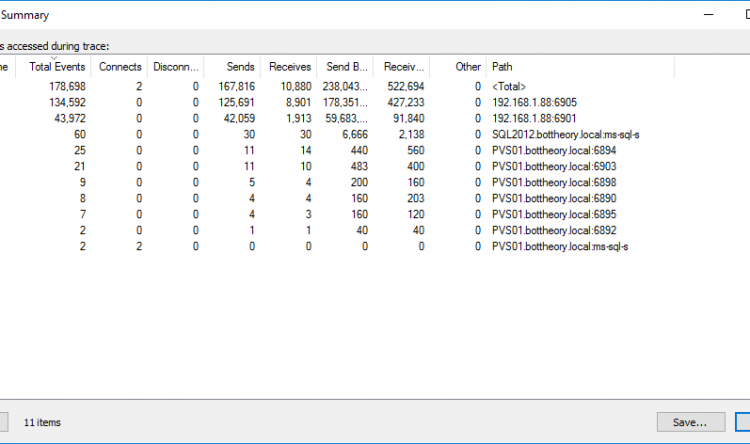 Summary
s accessed during trace:
ne Total Events Connects Disconn... Sends Receives Send B... Receiv... Other Path
178,698 2 0 167,816 10,880 238,043... 522,694 0 <Total>
134,592 0 0 125,691 8,901 178,351... 427,233 0 192.168.1.88:6905
43,972 0 0 42,059 1,913 59,683,... 91,840 0 192.168.1.88:6901
60 0 0 30 30 6,666 2,138 0 SQL2012.bottheory.local:ms-sql-s
25 0 0 11 14 440 560 0 PVS01.bottheory.local:6894
21 0 0 11 10 483 400 0 PVS01.bottheory.local:6903
9 0 0 5 4 200 160 0 PVS01.bottheory.local:6898
8 0 0 4 4 160 203 0 PVS01.bottheory.local:6890
7 0 0 4 3 160 120 0 PVS01.bottheory.local:6895
2 0 0 1 1 40 40 0 PVS01.bottheory.local:6892
2 2 0 0 0 0 0 0 PVS01.bottheory.local:ms-sql-s
11 items Save...